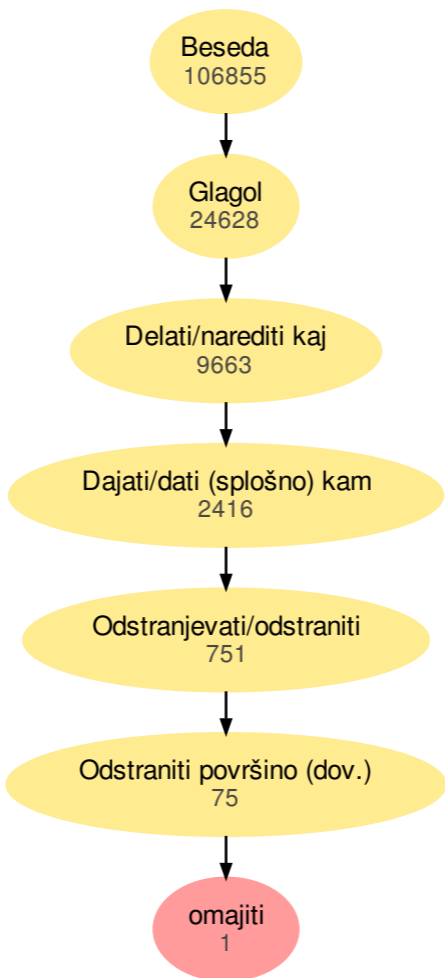 Beseda
106855
Glagol
24628
Delati/narediti kaj
9663
Dajati/dati (splošno) kam
2416
Odstranjevati/odstraniti
751
Odstraniti površino (dov.)
75
omajiti
1